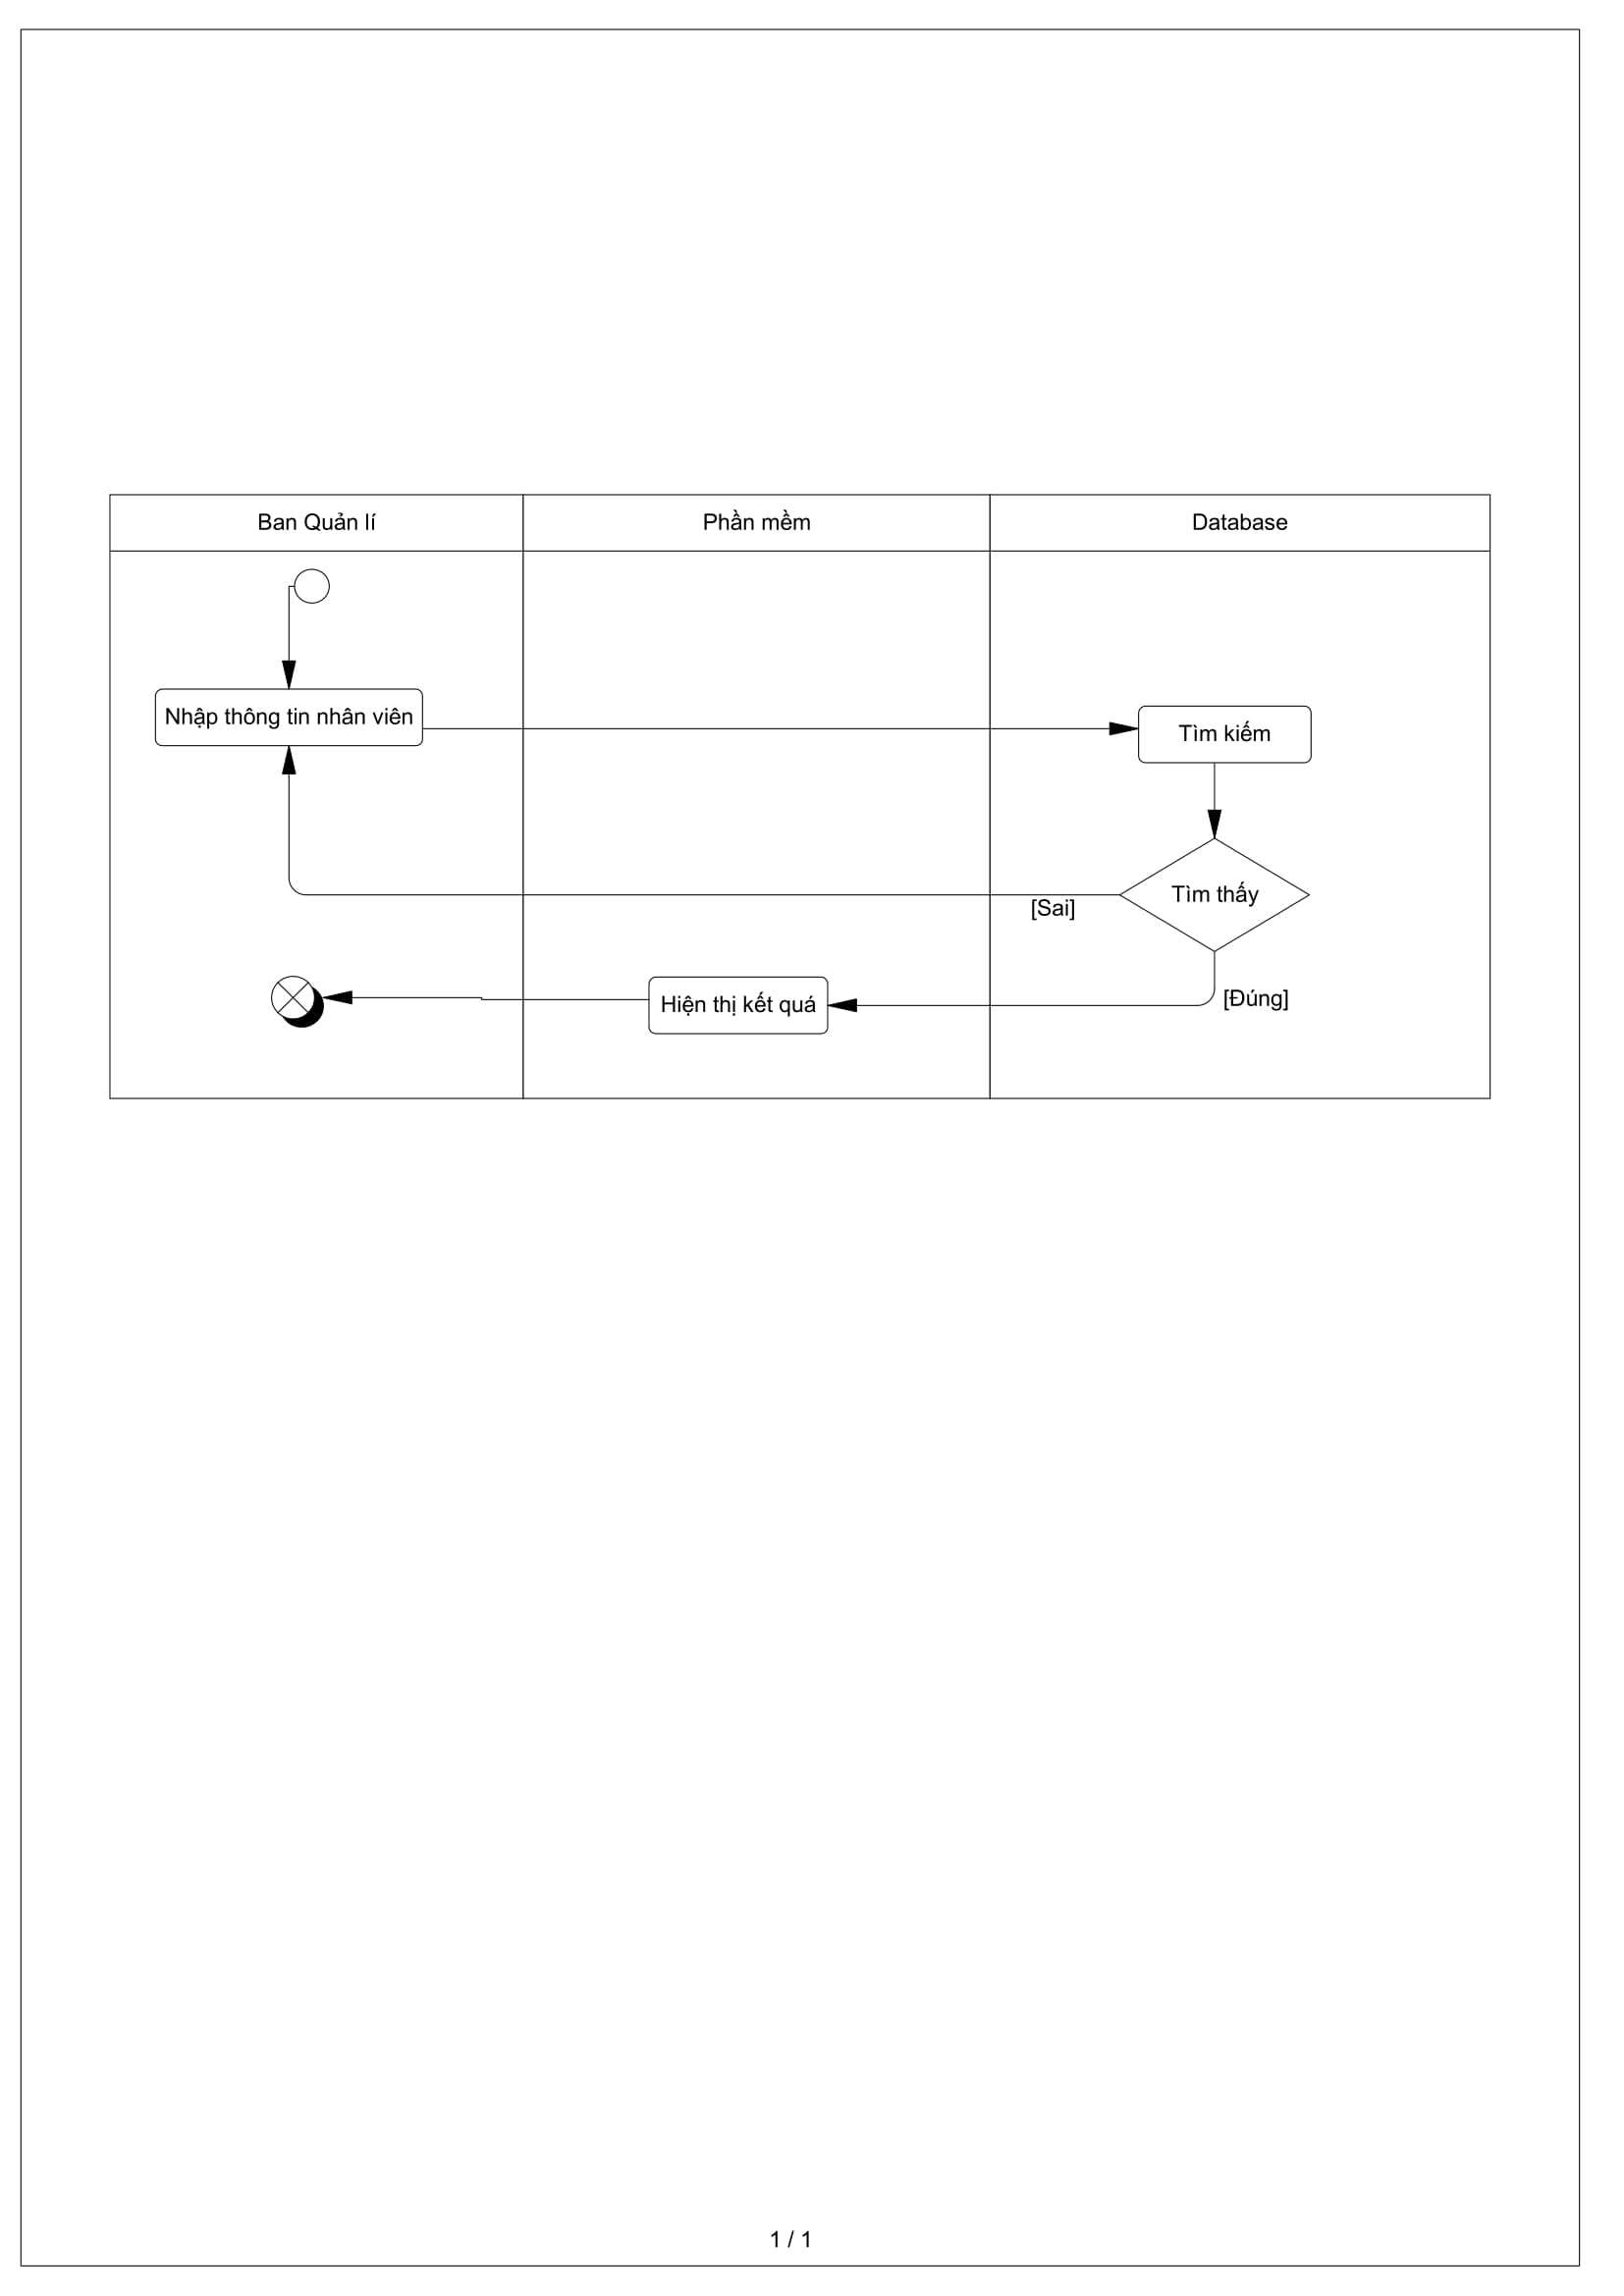 Ban Quản lí
Phần mềm
Database
Nhập thông tin nhân viên
Tìm kiếm
Tìm thấy
[Sai]
Hiện thị kết quá
[Đúng]
1 / 1